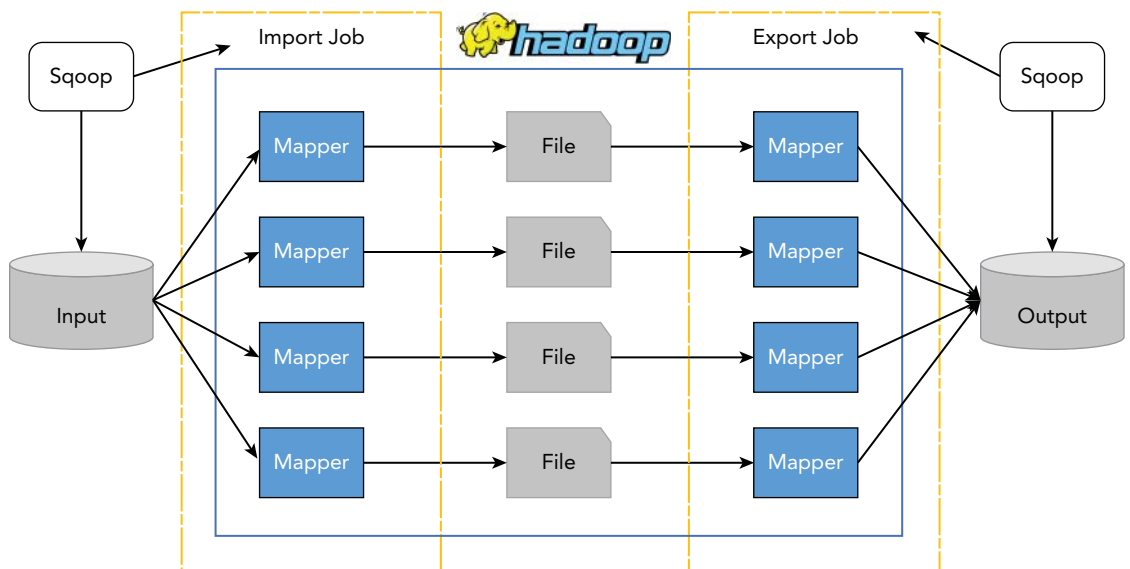 Import Job
hadoop
Export Job
Sqoop
Sqoop
Mapper
File
Mapper
Mapper
File
Mapper
Input
Output
Mapper
File
Mapper
Mapper
File
Mapper